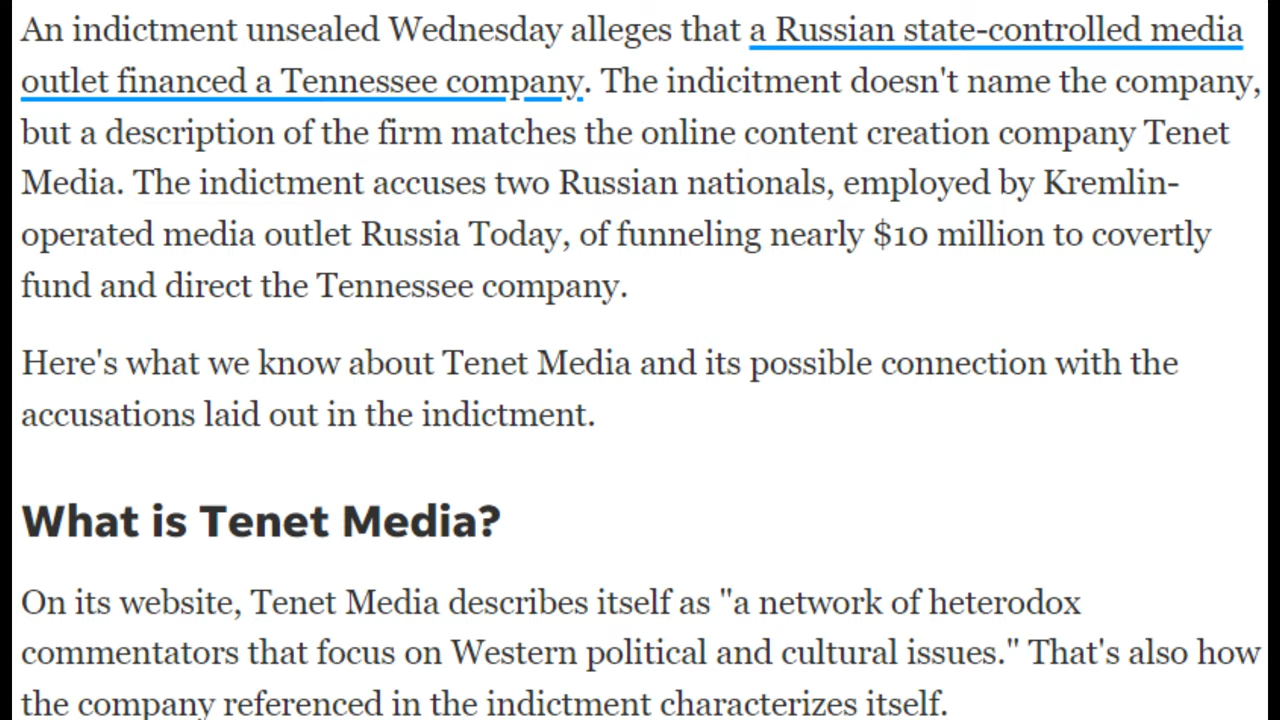 An indictment unsealed Wednesday alleges that a Russian state-controlled media
outlet financed a Tennessee company. The indicitment doesn't name the company,
but a description of the firm matches the online content creation company Tenet
Media. The indictment accuses two Russian nationals, employed by Kremlin-
operated media outlet Russia Today, of funneling nearly $10 million to covertly
fund and direct the Tennessee company.
Here's what we know about Tenet Media and its possible connection with the
accusations laid out in the indictment.
What is Tenet Media?
On its website, Tenet Media describes itself as "a network of heterodox
commentators that focus on Western political and cultural issues." That's also how
the company referenced in the indictment characterizes itself.